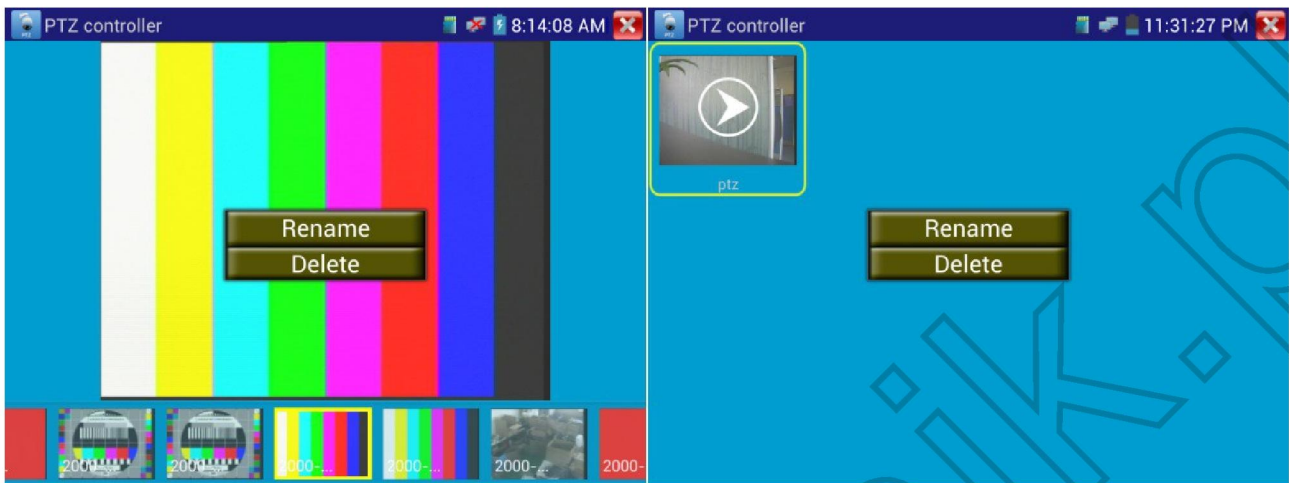 PTZ controller
8:14:08 AM
Rename
Delete
2000-...
2000-...
2000-...
2000-...
2000-...
2000-
PTZ controller
11:31:27 PM
ptz
Rename
Delete